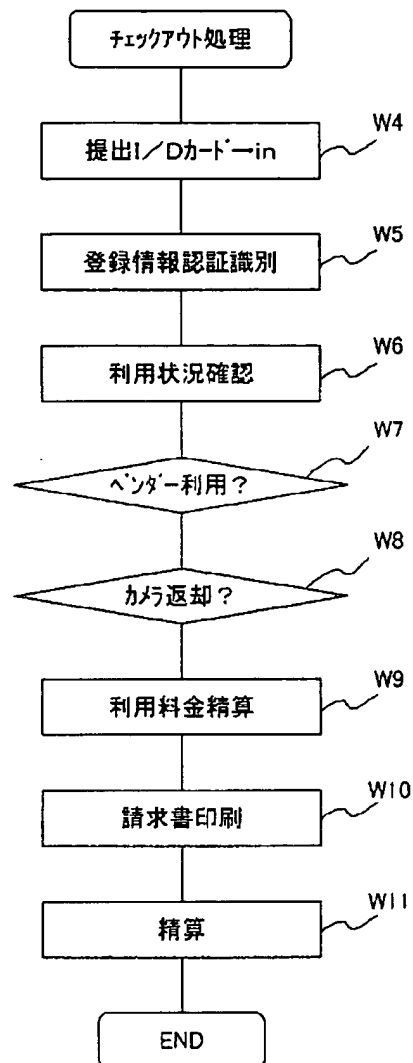 チェックアウト処理
提出I／Dカード→in
W4
登録情報認証識別
W5
利用状況確認
W6
ベンダー利用？
W7
カメラ返却？
W8
利用料金精算
W9
請求書印刷
W10
精算
W11
END